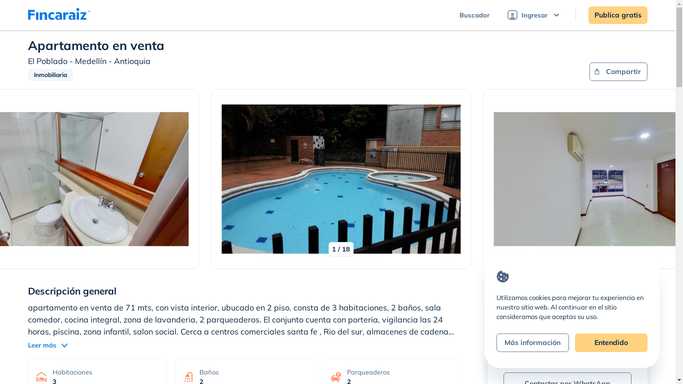 Fincaraíz
Buscador
Ingresar
Publica gratis
Apartamento en venta
El Poblado - Medellín - Antioquia
Inmobiliaria
Compartir
1 / 18
Descripción general
apartamento en venta de 71 mts, con vista interior, ubucado en 2 piso, consta de 3 habitaciones, 2 baños, sala
comedor, cocina integral, zona de lavanderia, 2 parqueaderos. El conjunto cuenta con porteria, vigilancia las 24
horas, piscina, zona infantil, salon social. Cerca a centros comerciales santa fe , Rio del sur, almacenes de cadena...
Leer más
Habitaciones
3
Baños
2
Parqueaderos
2
Utilizamos cookies para mejorar tu experiencia en
nuestro sitio web. Al continuar en el sitio
consideramos que aceptas su uso.
Más información
Entendido
Contactar por WhatsApp